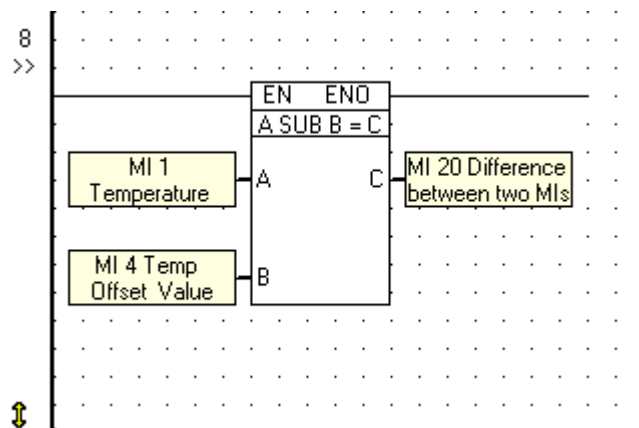 8
>>
EN ENO
A SUB B = C
MI 1
Temperature
A
C
MI 20 Difference
between two MIs
MI 4 Temp
Offset Value
B